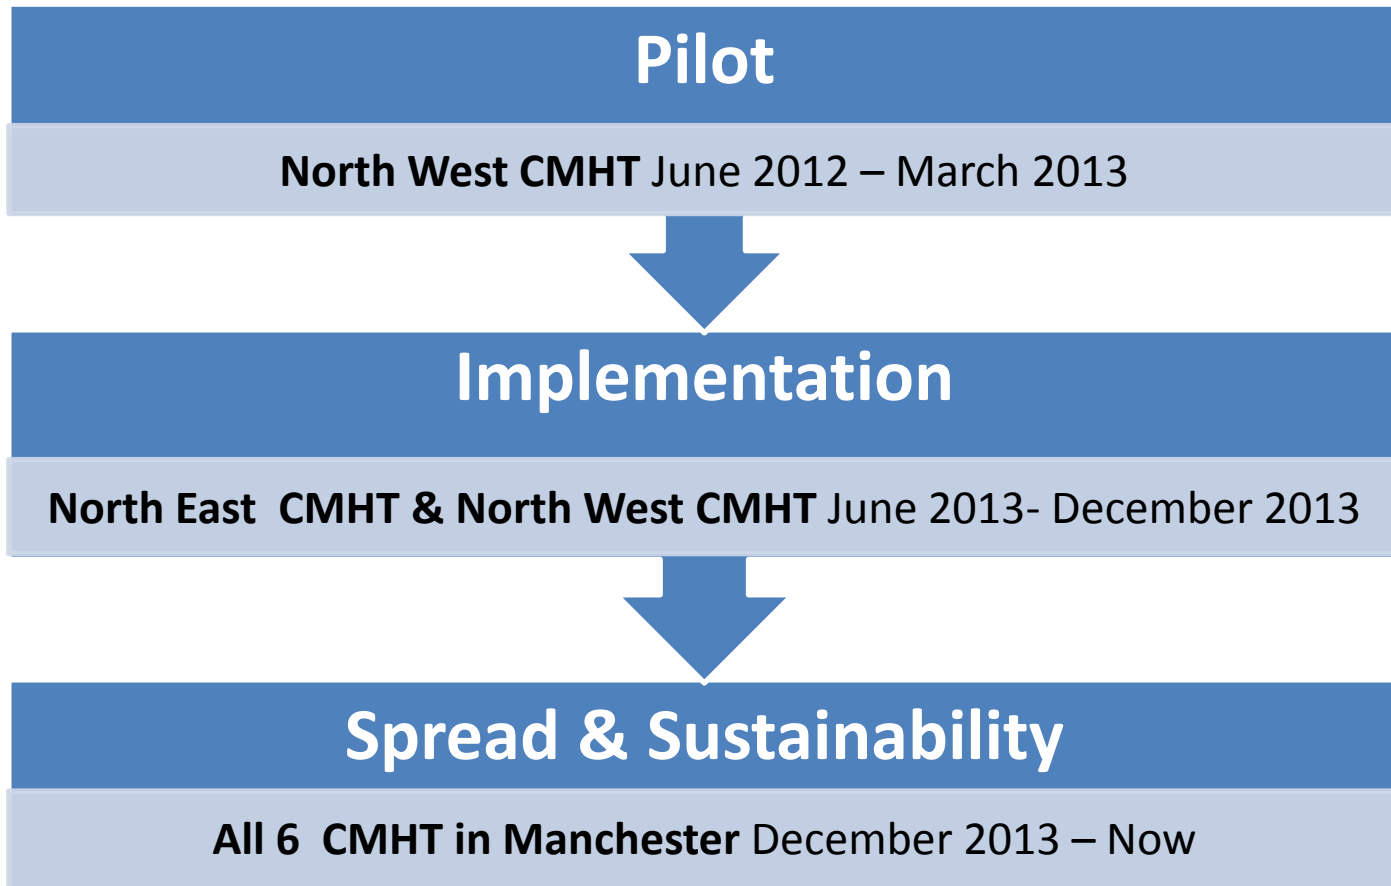 Pilot
North West CMHT June 2012 – March 2013
Implementation
North East  CMHT & North West CMHT June 2013- December 2013
Spread & Sustainability
All 6  CMHT in Manchester December 2013 – Now